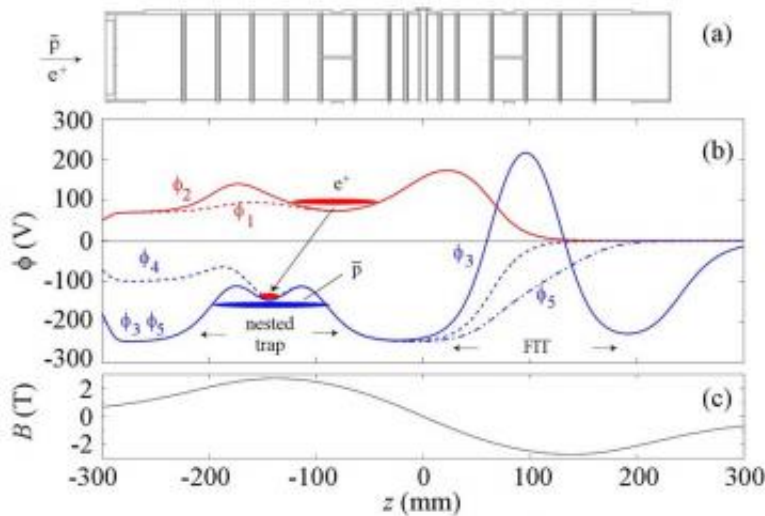 p̄
e⁺
(a)
300
200
100
0
-100
-200
-300
ϕ (V)
(b)
ϕ₂
ϕ₁
e⁺
ϕ₃
ϕ₄
p̄
ϕ₅
ϕ₃ ϕ₅
nested
trap
FIT
2
0
-2
B (T)
(c)
-300 -200 -100 0 100 200 300
z (mm)